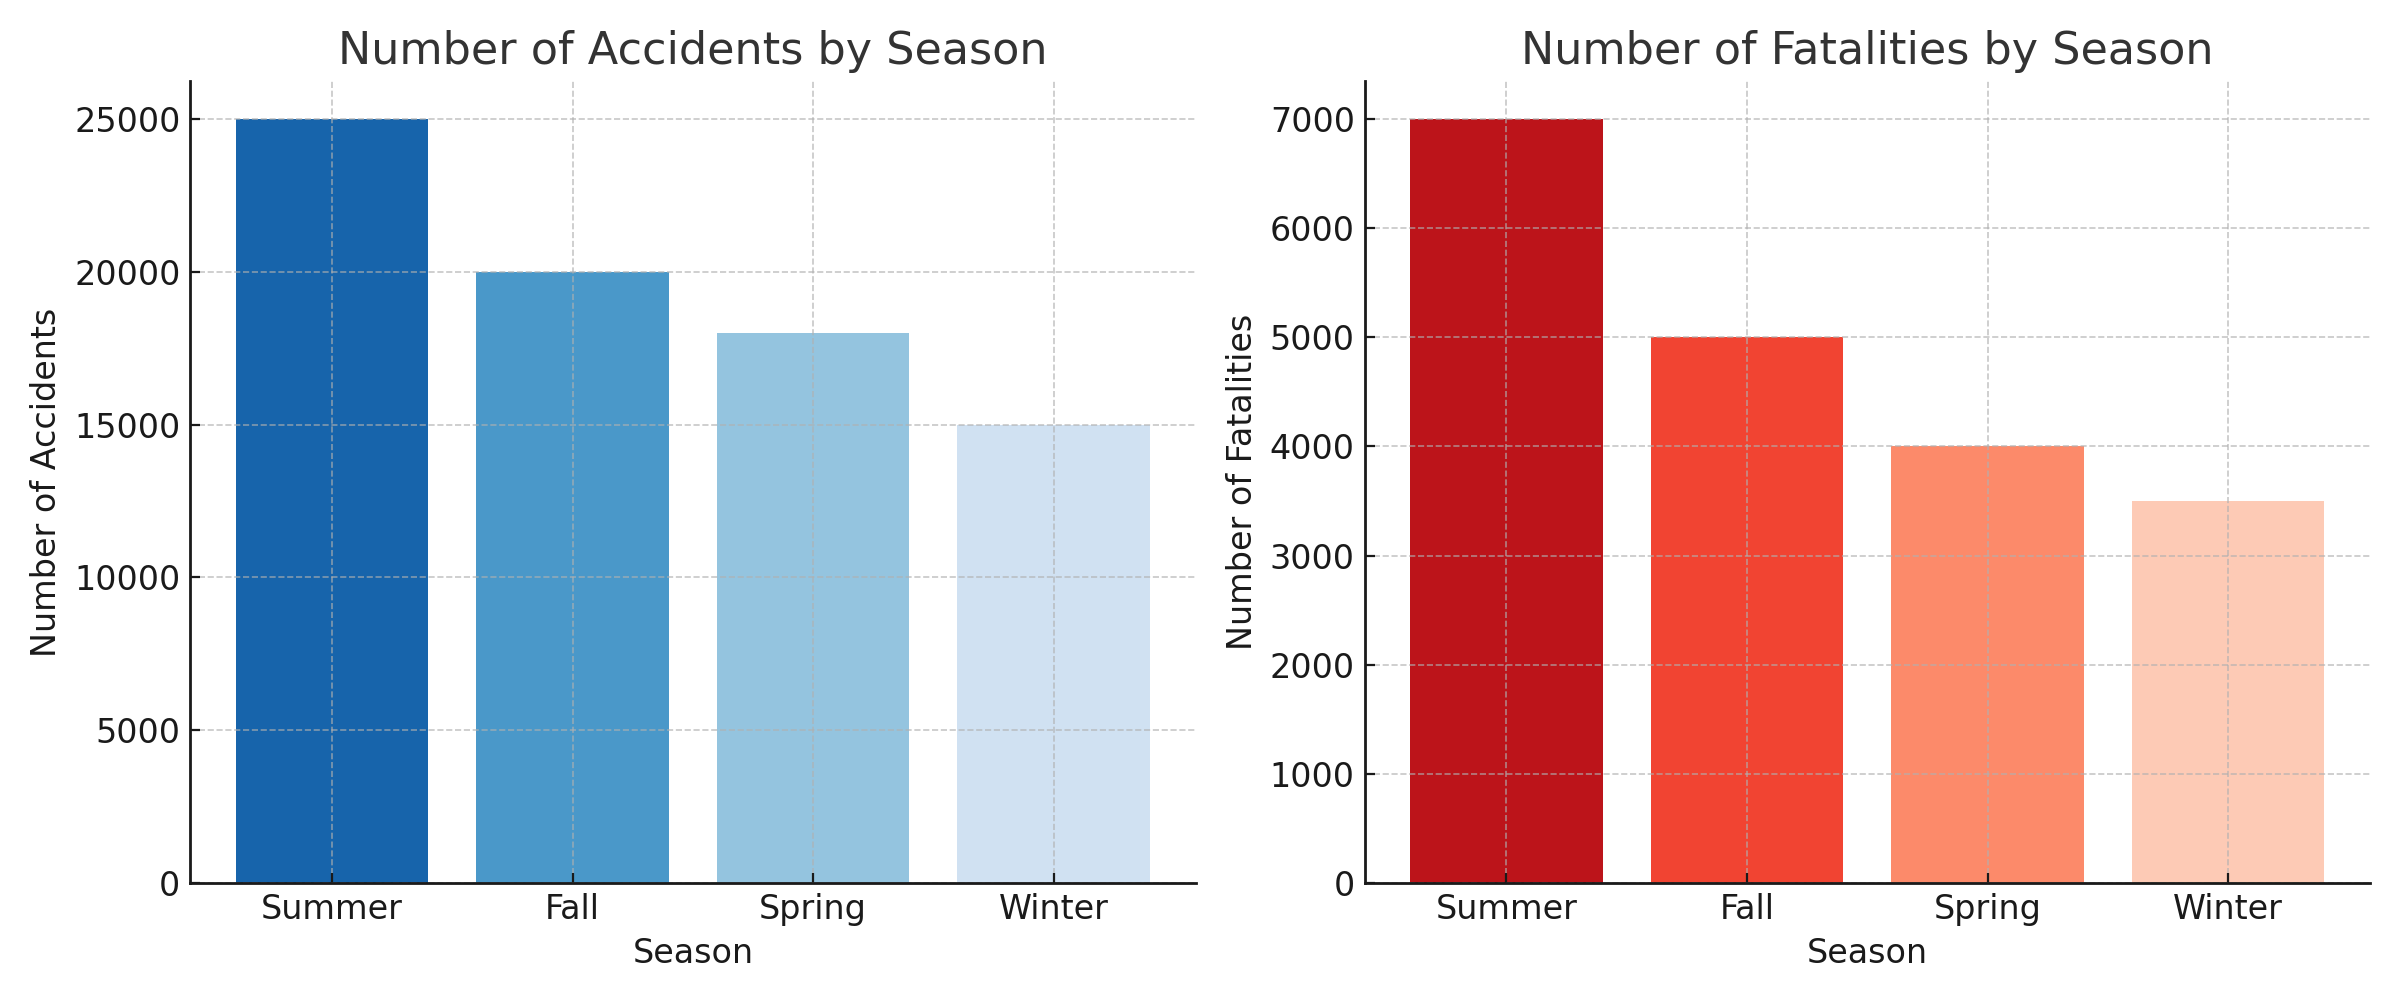 Number of Accidents by Season
Number of Accidents
25000
20000
15000
10000
5000
0
Summer Fall Spring Winter
Season
Number of Fatalities by Season
Number of Fatalities
7000
6000
5000
4000
3000
2000
1000
0
Summer Fall Spring Winter
Season